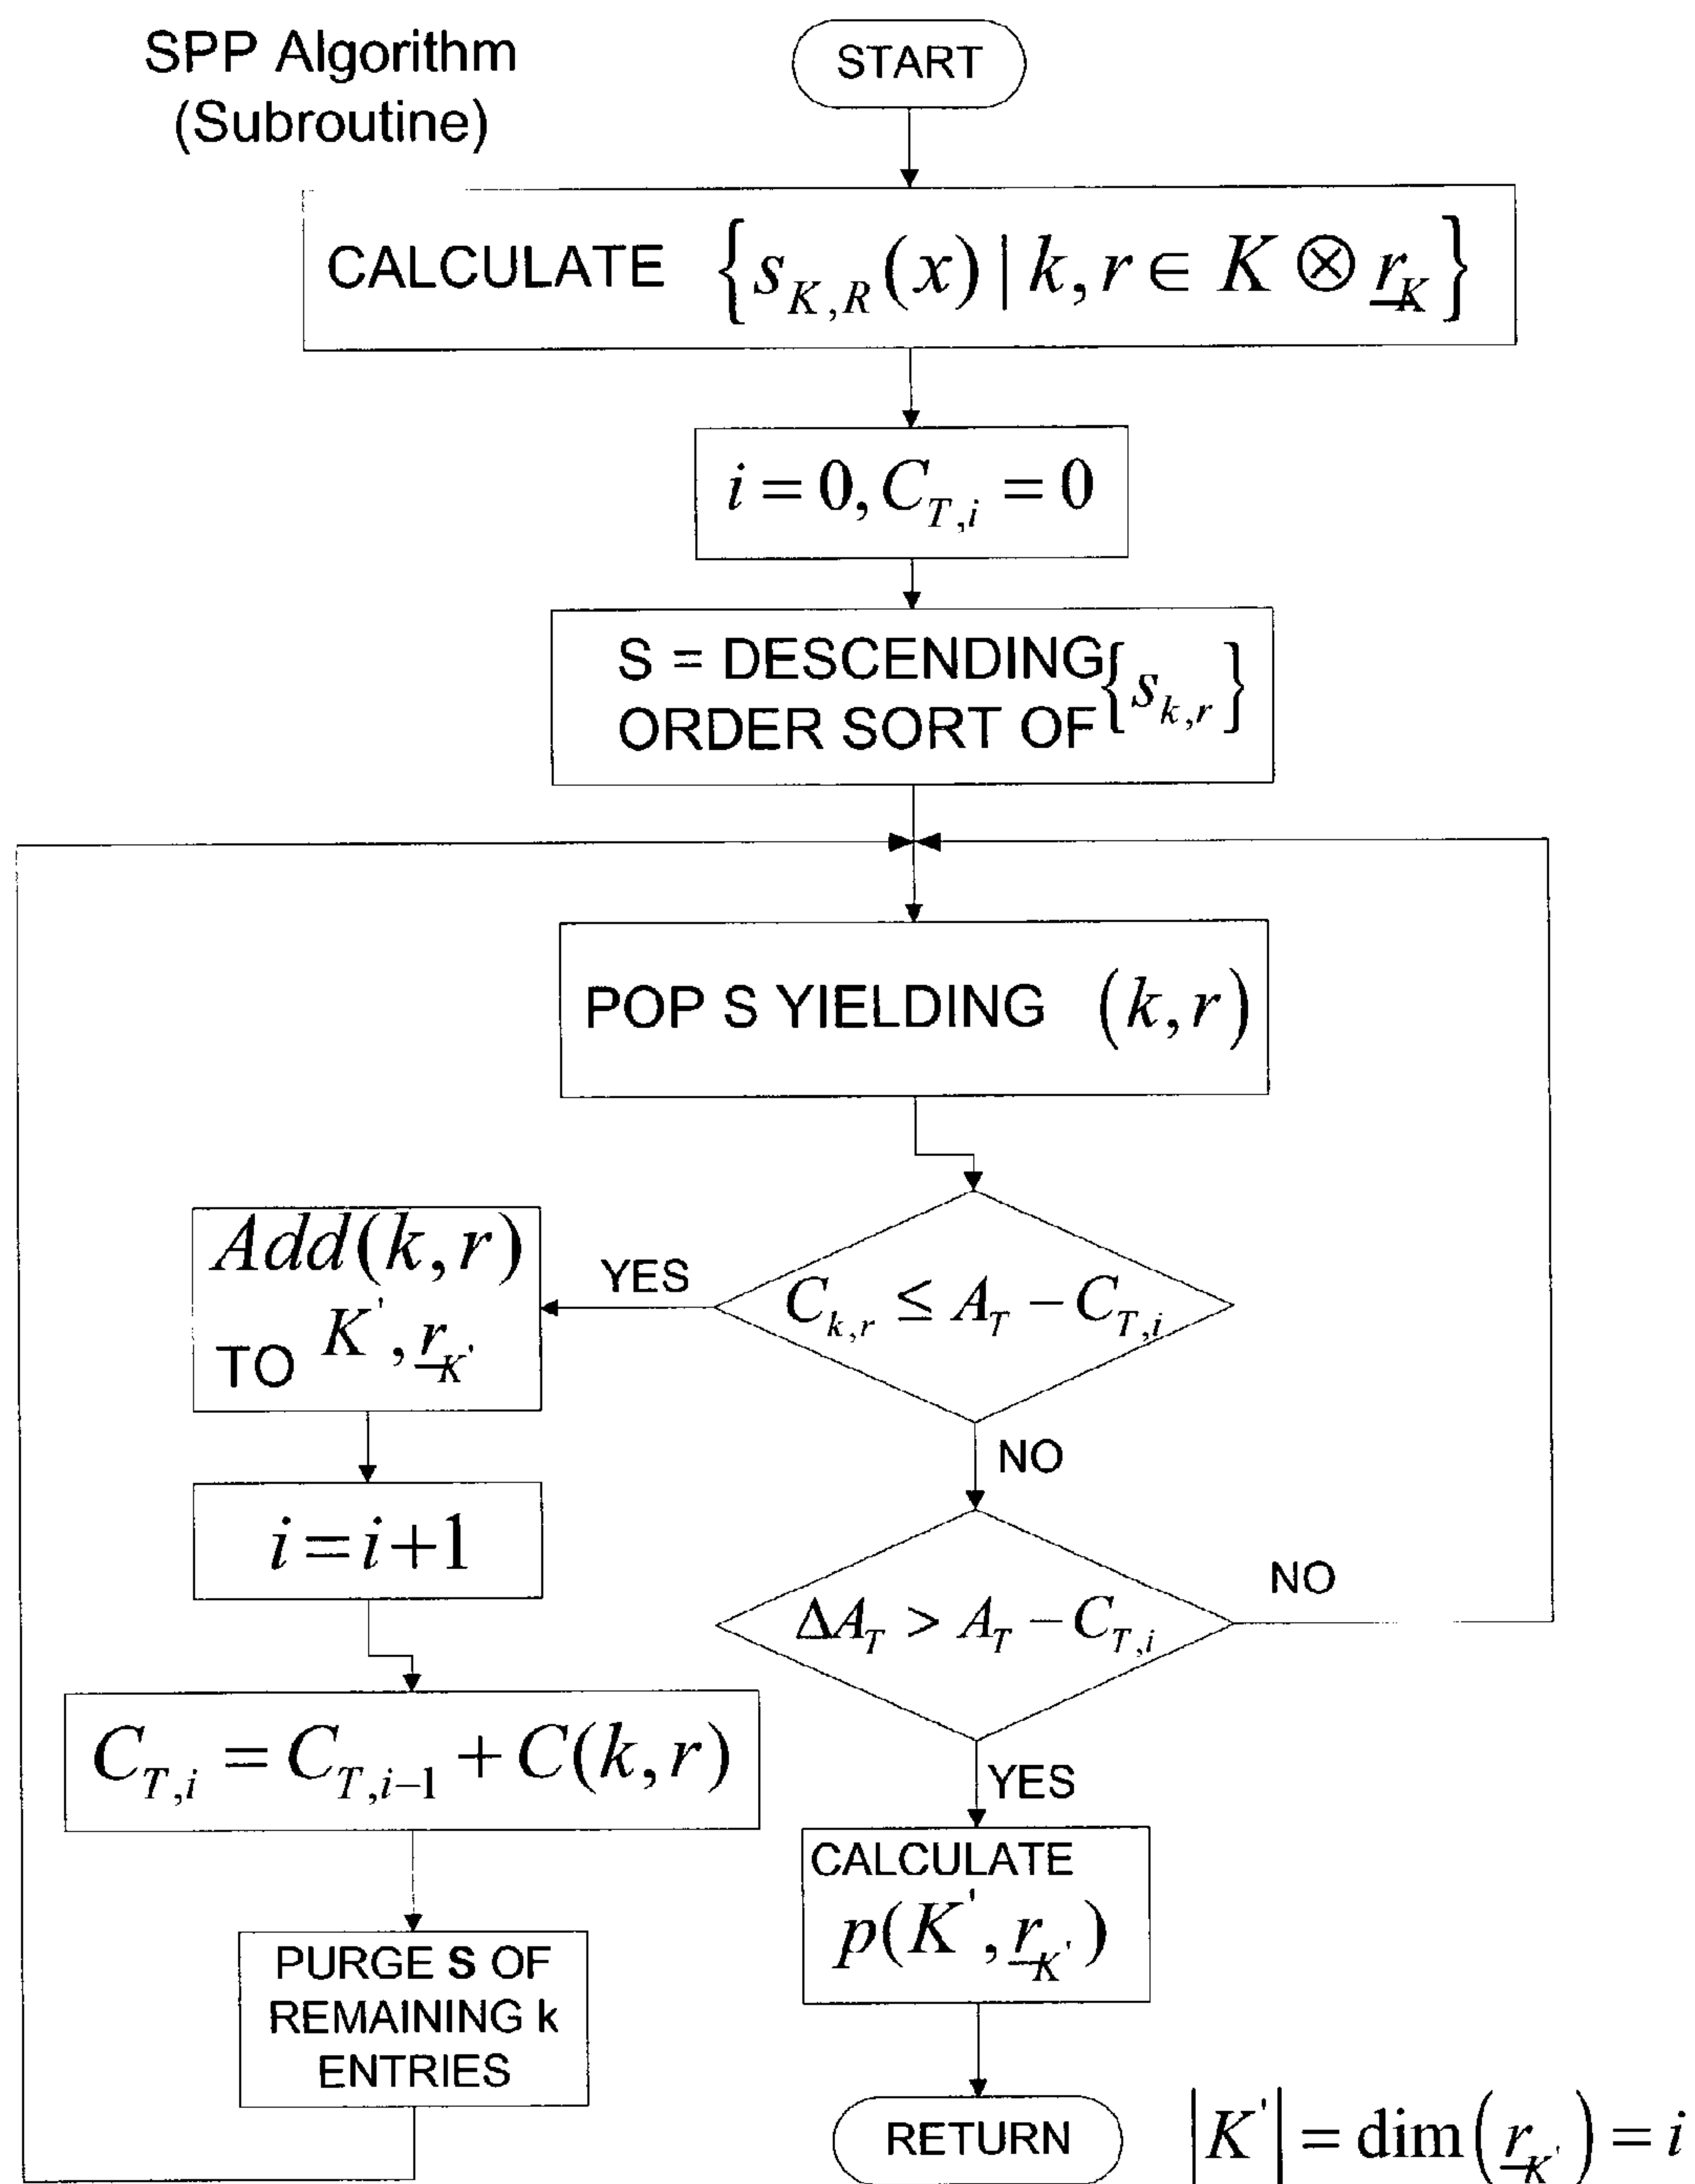 SPP Algorithm
(Subroutine)
START
CALCULATE {s_{K,R}(x) | k, r ∈ K ⊗ r_K}
i = 0, C_{T,i} = 0
S = DESCENDING
ORDER SORT OF {s_{k,r}}
POP S YIELDING (k, r)
C_{k,r} ≤ A_T − C_{T,i}
YES
Add(k, r)
TO K', r_{K'}
NO
i = i + 1
ΔA_T > A_T − C_{T,i}
NO
C_{T,i} = C_{T,i−1} + C(k, r)
YES
CALCULATE
p(K', r_{K'})
PURGE S OF
REMAINING k
ENTRIES
RETURN
|K'| = dim(r_{K'}) = i